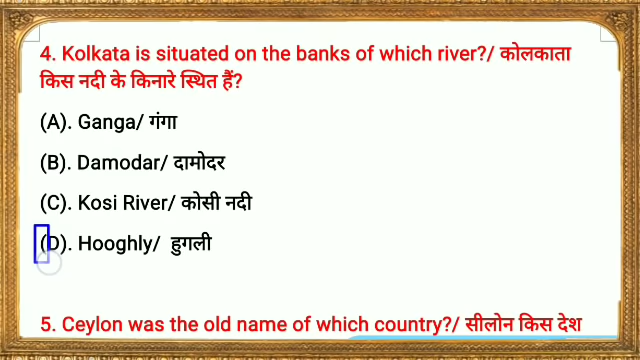 4. Kolkata is situated on the banks of which river?/ कोलकाता
किस नदी के किनारे स्थित हैं?
(A). Ganga/ गंगा
(B). Damodar/ दामोदर
(C). Kosi River/ कोसी नदी
(D). Hooghly/ हुगली
5. Ceylon was the old name of which country?/ सीलोन किस देश